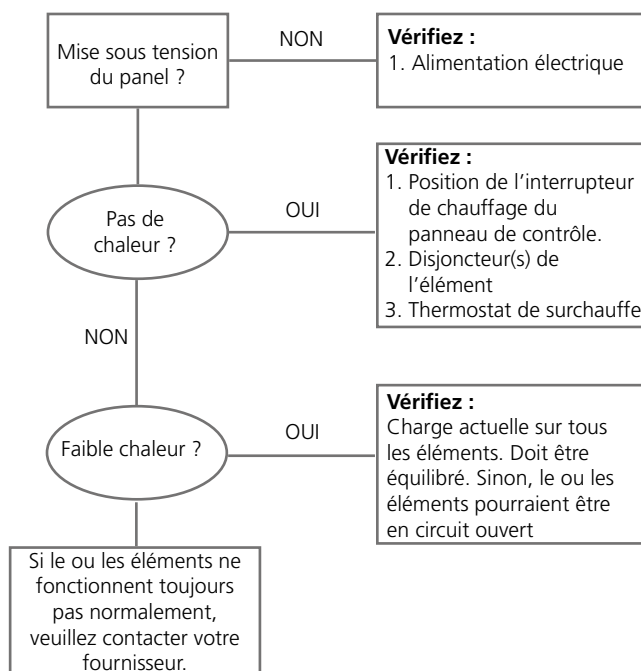 Mise sous tension
du panel ?
NON
Vérifiez :
1. Alimentation électrique
Pas de
chaleur ?
OUI
Vérifiez :
1. Position de l'interrupteur
de chauffage du
panneau de contrôle.
2. Disjoncteur(s) de
l'élément
3. Thermostat de surchauffe
NON
Faible chaleur ?
OUI
Vérifiez :
Charge actuelle sur tous
les éléments. Doit être
équilibré. Sinon, le ou les
éléments pourraient être
en circuit ouvert
Si le ou les éléments ne
fonctionnent toujours
pas normalement,
veuillez contacter votre
fournisseur.